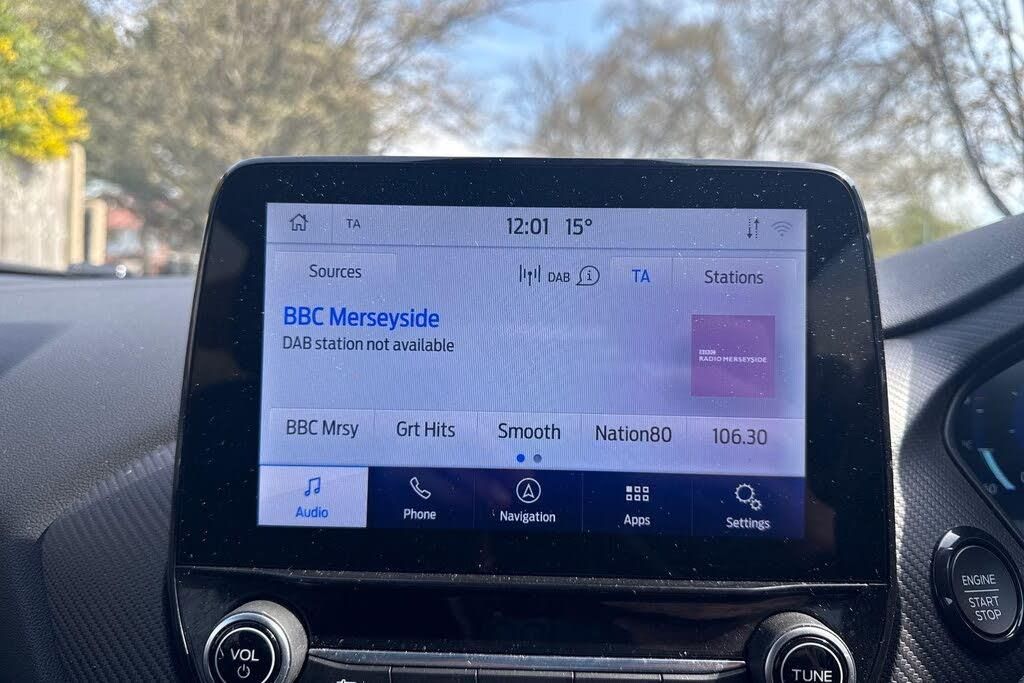 TA 12:01 15°
Sources DAB i TA Stations
BBC Merseyside
DAB station not available
BBC
RADIO MERSEYSIDE
BBC Mrsy Grt Hits Smooth Nation80 106.30
Audio Phone Navigation Apps Settings
ENGINE
START
STOP
VOL
TUNE